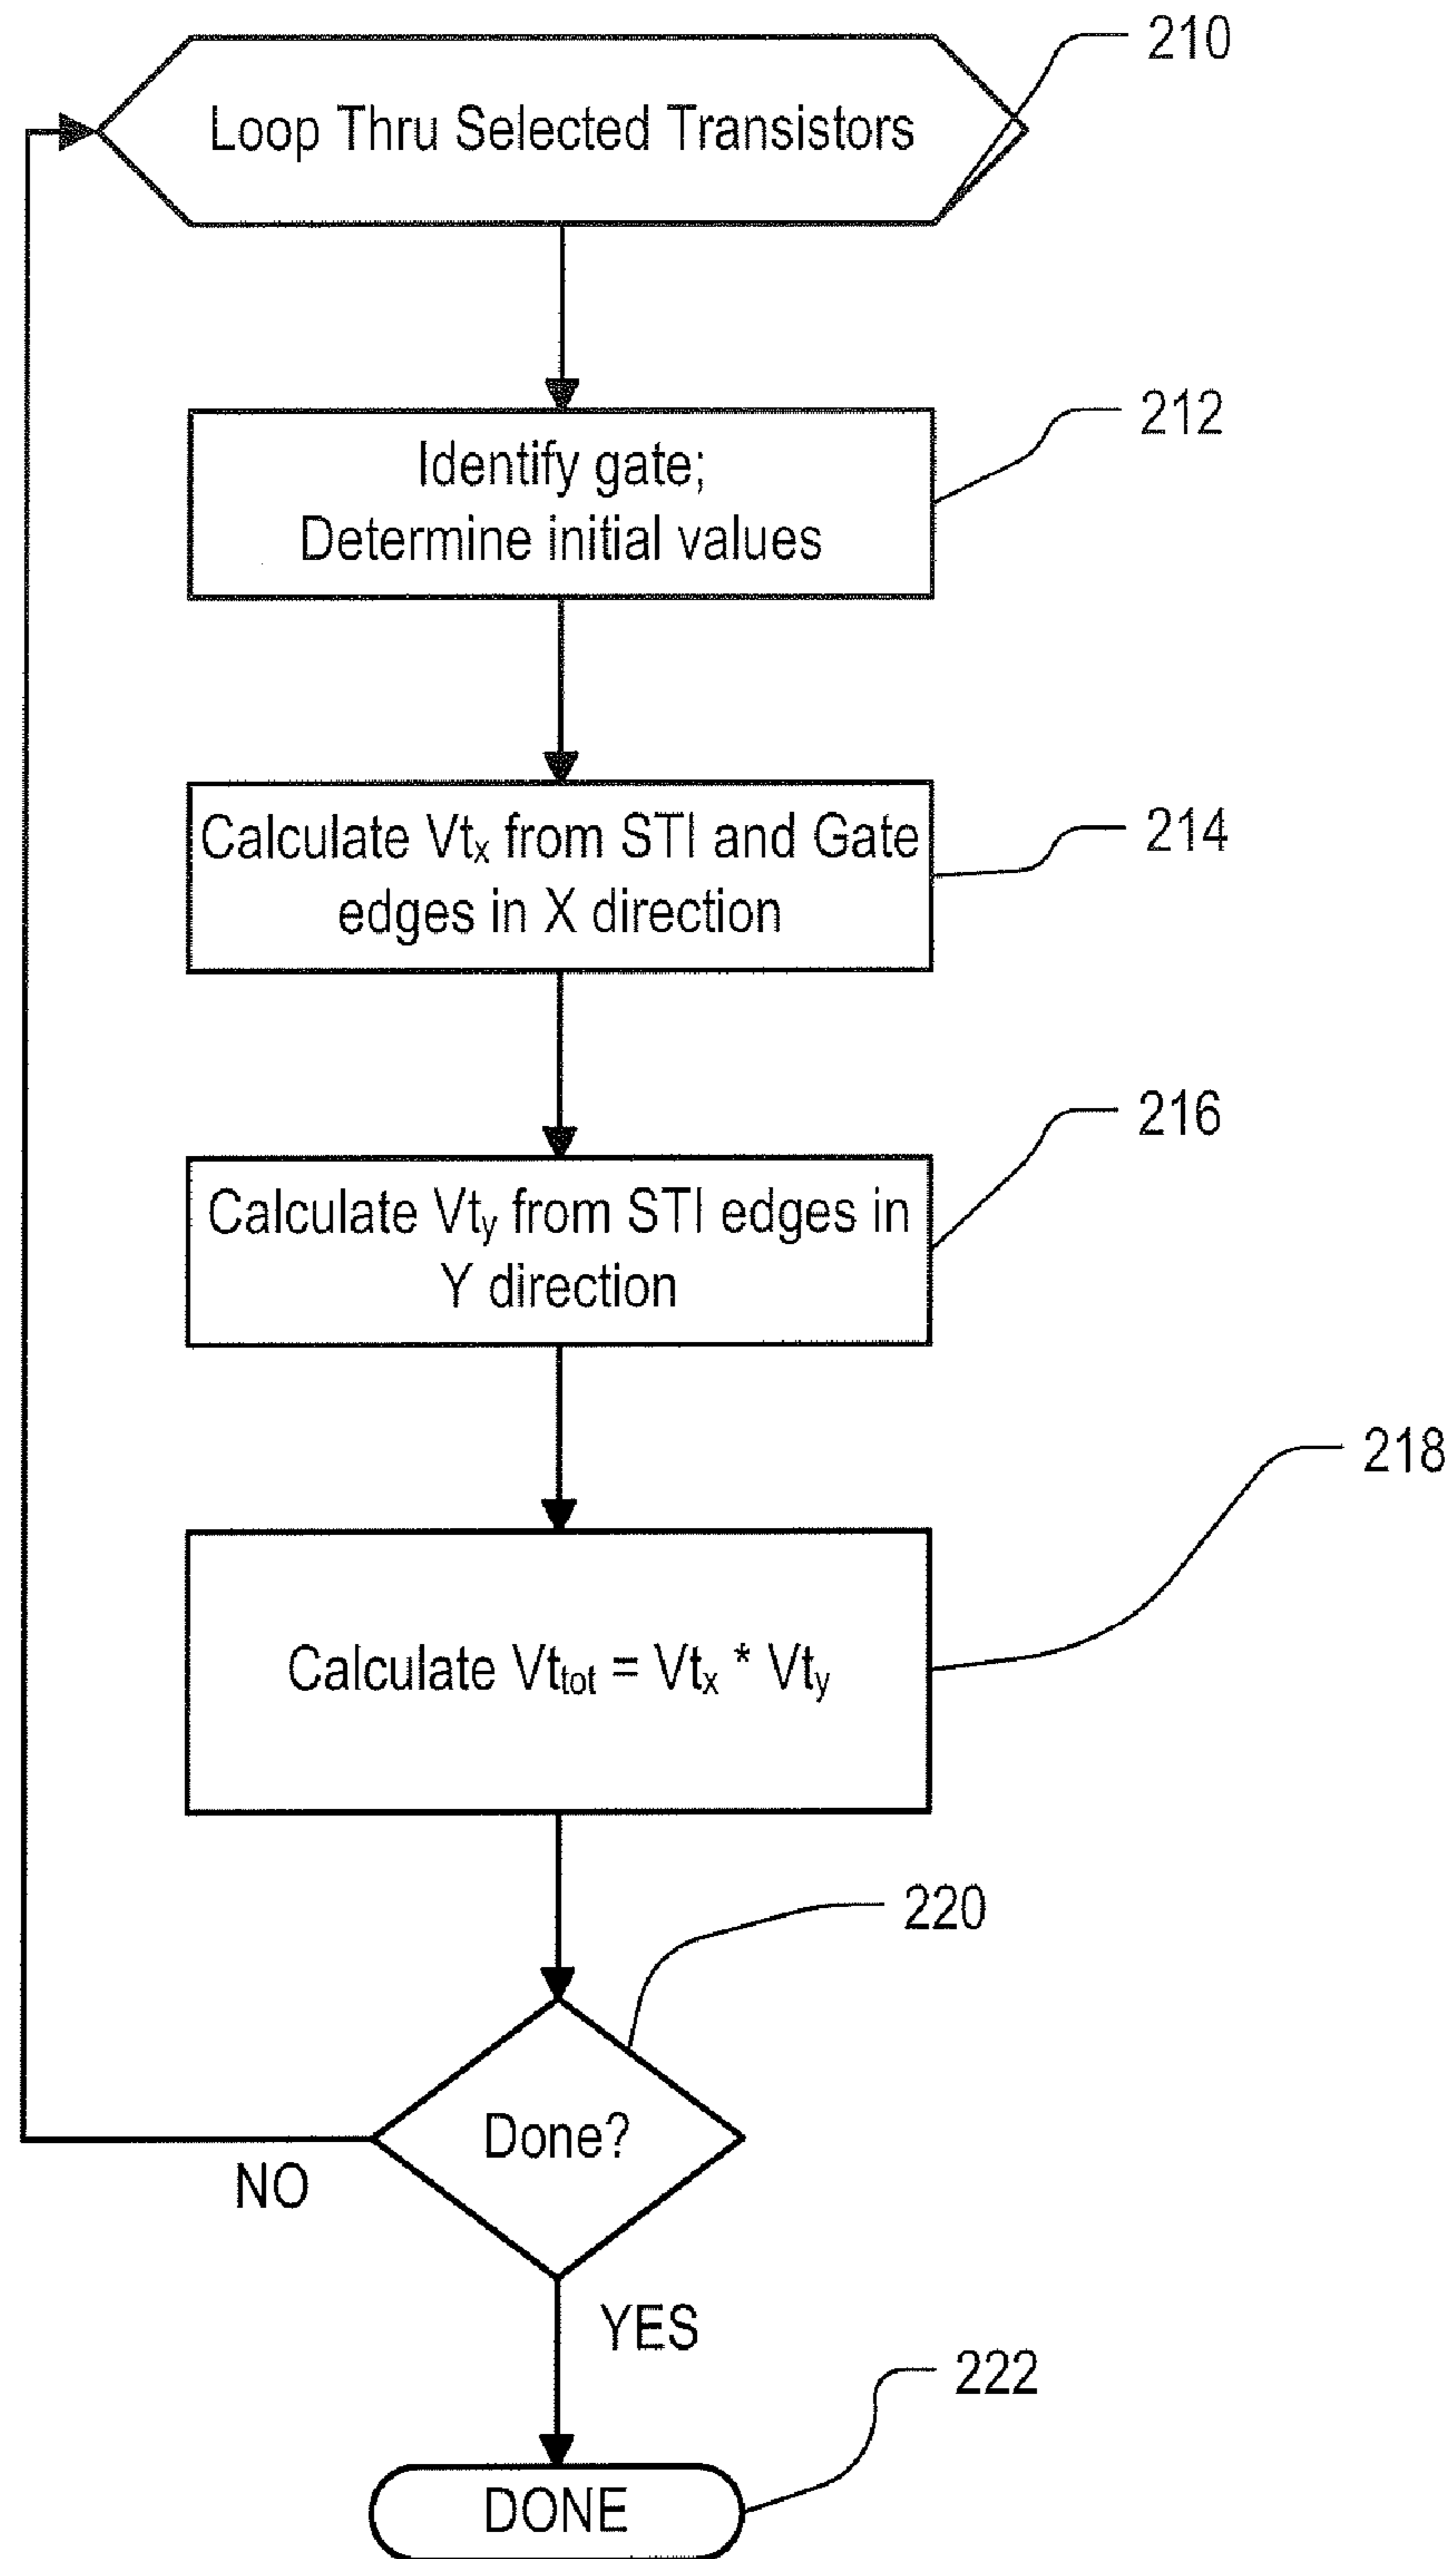 210
Loop Thru Selected Transistors
212
Identify gate;
Determine initial values
214
Calculate Vtₓ from STI and Gate
edges in X direction
216
Calculate Vty from STI edges in
Y direction
218
Calculate Vttot = Vtₓ * Vty
220
Done?
NO
YES
222
DONE